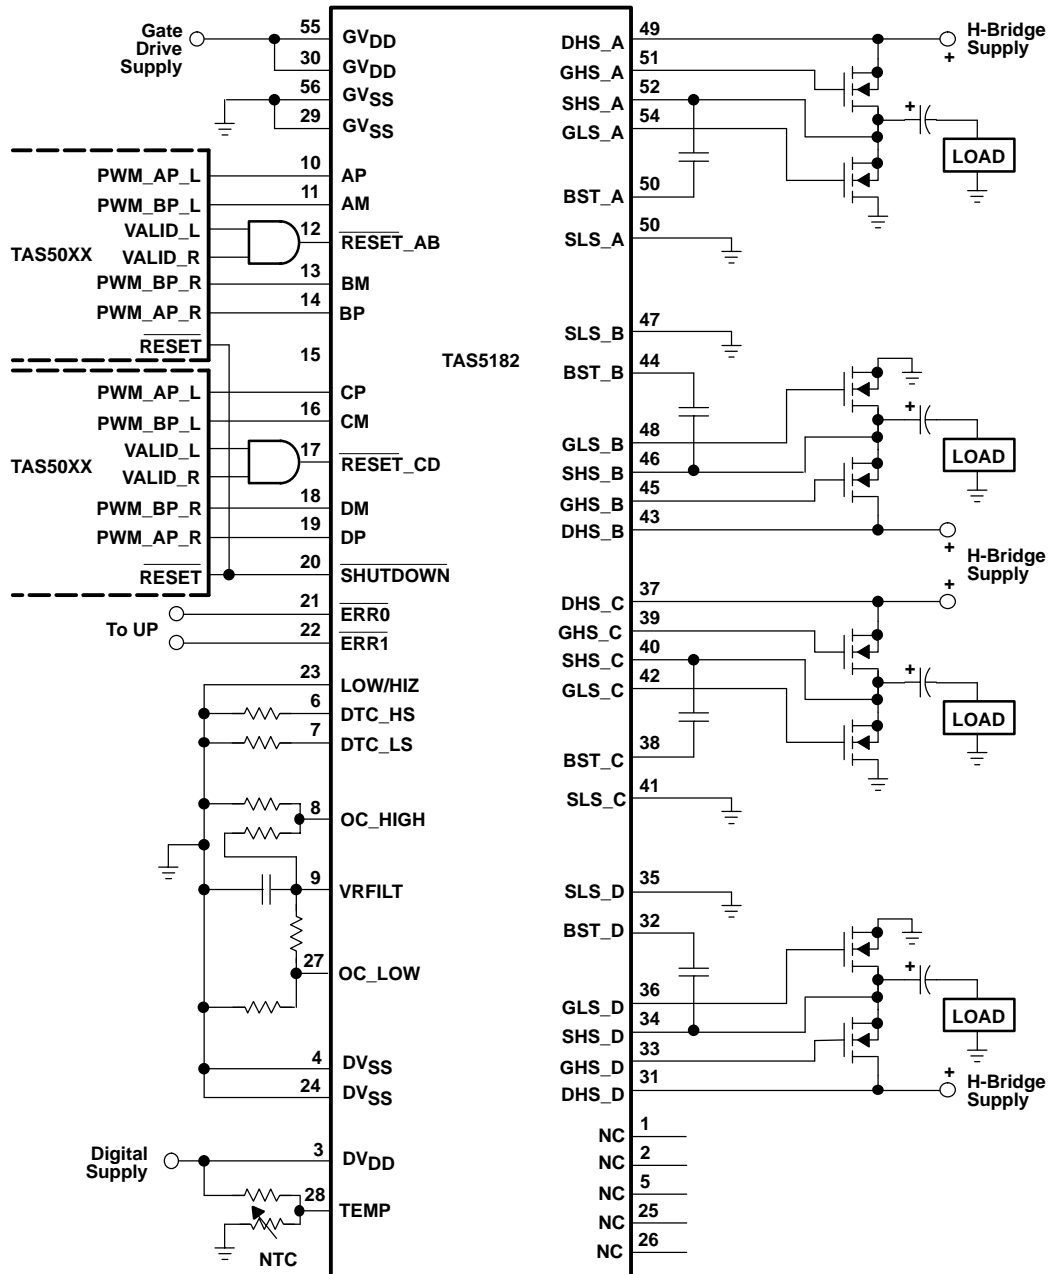 Gate
Drive
Supply
55
GVDD
30
GVDD
56
GVSS
29
GVSS
TAS50XX
PWM_AP_L
10
AP
PWM_BP_L
11
AM
VALID_L
12
RESET_AB
VALID_R
PWM_BP_R
13
BM
PWM_AP_R
14
BP
RESET
15
TAS50XX
PWM_AP_L
CP
PWM_BP_L
16
CM
VALID_L
17
RESET_CD
VALID_R
PWM_BP_R
18
DM
PWM_AP_R
19
DP
RESET
20
SHUTDOWN
To UP
21
ERR0
22
ERR1
23
LOW/HIZ
6
DTC_HS
7
DTC_LS
8
OC_HIGH
9
VRFILT
27
OC_LOW
4
DVSS
24
DVSS
Digital
Supply
3
DVDD
28
TEMP
NTC
TAS5182
DHS_A
49
+
H-Bridge
Supply
GHS_A
51
SHS_A
52
+
GLS_A
54
LOAD
BST_A
50
SLS_A
50
SLS_B
47
BST_B
44
+
GLS_B
48
LOAD
SHS_B
46
GHS_B
45
DHS_B
43
+
H-Bridge
Supply
+
DHS_C
37
GHS_C
39
SHS_C
40
+
GLS_C
42
LOAD
BST_C
38
SLS_C
41
SLS_D
35
BST_D
32
+
GLS_D
36
LOAD
SHS_D
34
GHS_D
33
DHS_D
31
+
H-Bridge
Supply
NC
1
NC
2
NC
5
NC
25
NC
26